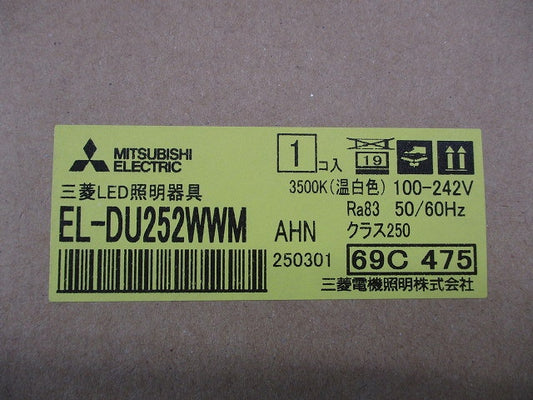 MITSUBISHI
ELECTRIC
1 コ入
19
三菱LED照明器具
3500K(温白色) 100-242V
EL-DU252WWM AHN
Ra83 50/60Hz
クラス250
250301
69C 475
三菱電機照明株式会社